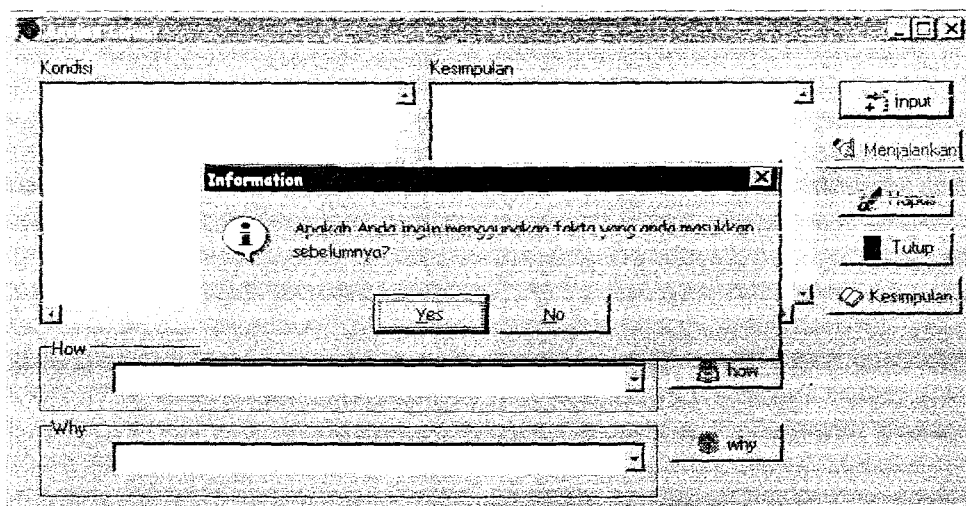 Kondisi
Kesimpulan
input
Menjalankan
Information
Apakah Anda ingin menggunakan fakta yang anda masukkan
sebelumnya?
Hapus
Tutup
Kesimpulan
Yes
No
How
how
Why
why